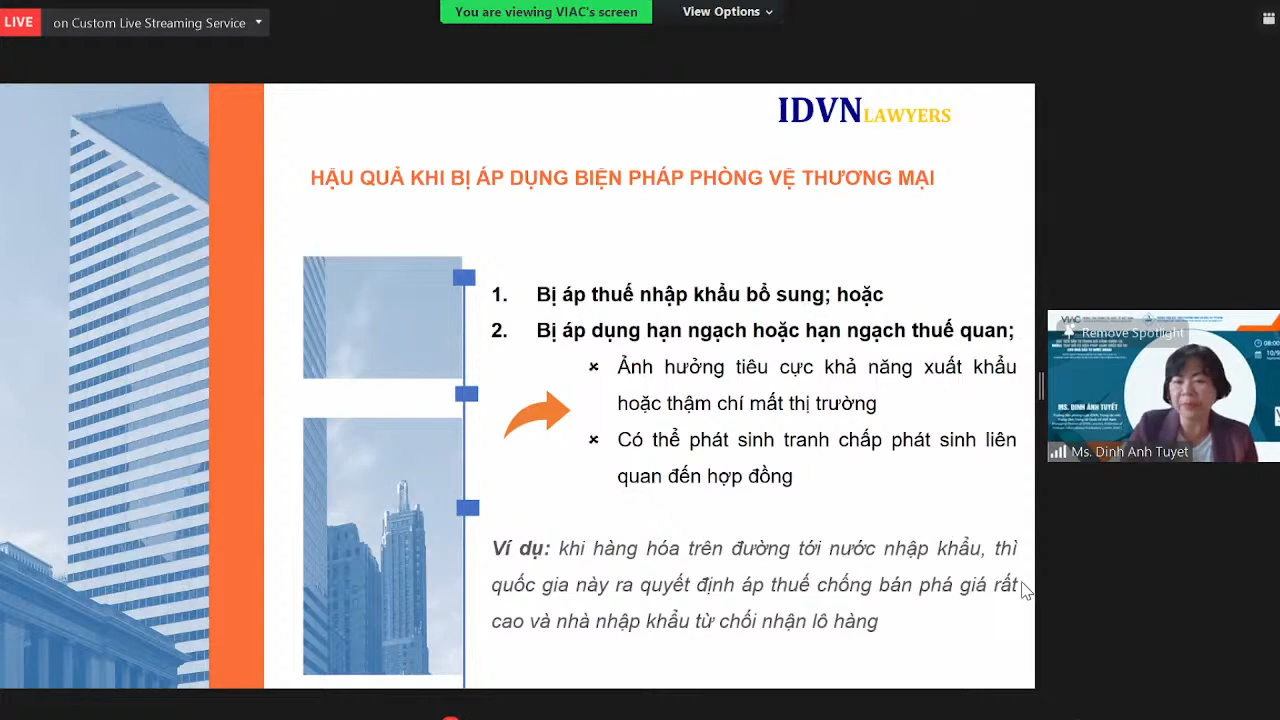 LIVE
on Custom Live Streaming Service
You are viewing VIAC's screen
View Options
IDVN LAWYERS
HẬU QUẢ KHI BỊ ÁP DỤNG BIỆN PHÁP PHÒNG VỆ THƯƠNG MẠI
1. Bị áp thuế nhập khẩu bổ sung; hoặc
2. Bị áp dụng hạn ngạch hoặc hạn ngạch thuế quan;
Ảnh hưởng tiêu cực khả năng xuất khẩu
hoặc thậm chí mất thị trường
Có thể phát sinh tranh chấp phát sinh liên
quan đến hợp đồng
Ví dụ: khi hàng hóa trên đường tới nước nhập khẩu, thì
quốc gia này ra quyết định áp thuế chống bán phá giá rất
cao và nhà nhập khẩu từ chối nhận lô hàng
VIAC
Remove Spotlight
MS. ĐINH ÁNH TUYẾT
Ms. Dinh Anh Tuyet